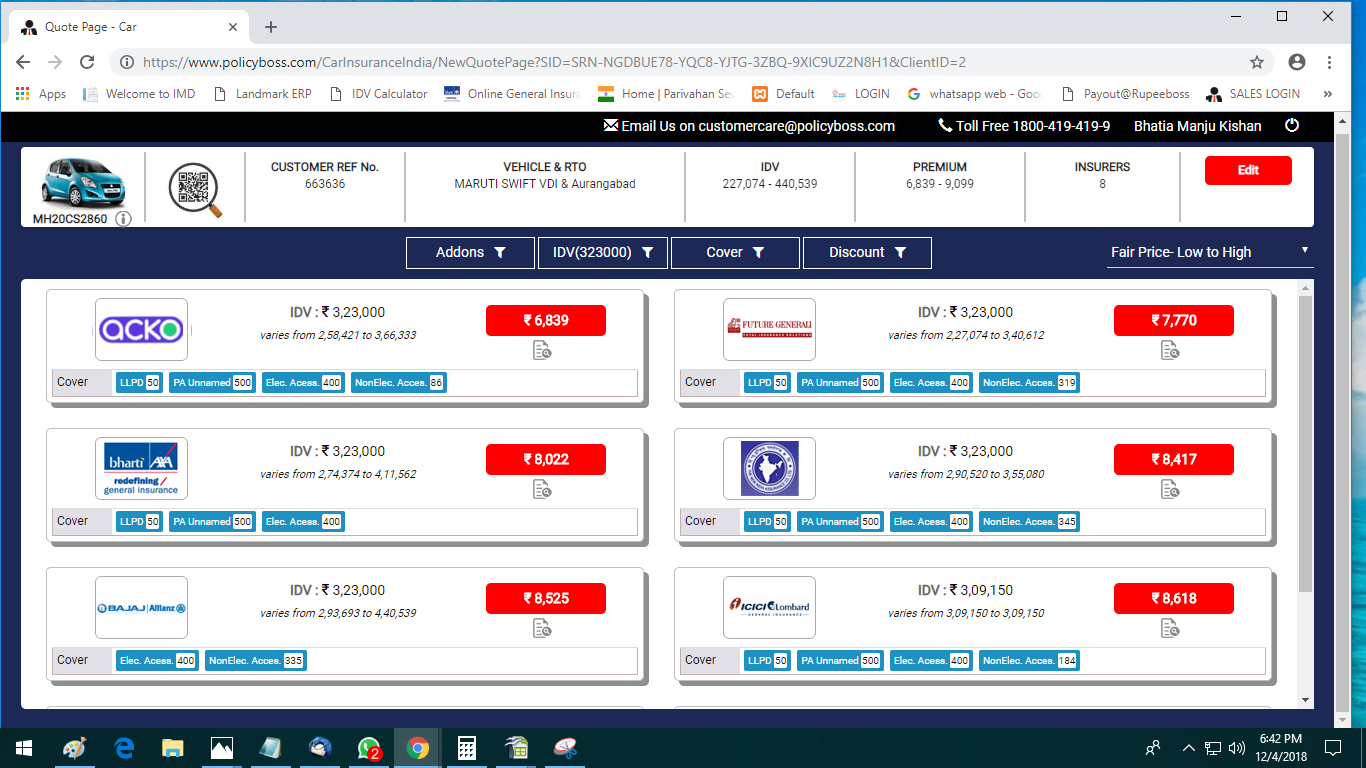 Quote Page - Car
https://www.policyboss.com/CarInsuranceIndia/NewQuotePage?SID=SRN-NGDBUE78-YQC8-YJTG-3ZBQ-9XIC9UZ2N8H1&ClientID=2
Apps Welcome to IMD Landmark ERP IDV Calculator Online General Insura Home | Parivahan Se Default LOGIN whatsapp web - Goo Payout@Rupeeboss SALES LOGIN »
Email Us on customercare@policyboss.com Toll Free 1800-419-419-9 Bhatia Manju Kishan
CUSTOMER REF No. VEHICLE & RTO IDV PREMIUM INSURERS Edit
663636 MARUTI SWIFT VDI & Aurangabad 227,074 - 440,539 6,839 - 9,099 8
MH20CS2860
Addons IDV(323000) Cover Discount Fair Price- Low to High
acko IDV : ₹ 3,23,000 ₹ 6,839
varies from 2,58,421 to 3,66,333
Cover LLPD 50 PA Unnamed 500 Elec. Acess. 400 NonElec. Acces. 86
FUTURE GENERALI IDV : ₹ 3,23,000 ₹ 7,770
TOTAL INSURANCE SOLUTIONS
varies from 2,27,074 to 3,40,612
Cover LLPD 50 PA Unnamed 500 Elec. Acess. 400 NonElec. Acces. 319
bharti AXA IDV : ₹ 3,23,000 ₹ 8,022
redefining / general insurance
varies from 2,74,374 to 4,11,562
Cover LLPD 50 PA Unnamed 500 Elec. Acess. 400
IDV : ₹ 3,23,000 ₹ 8,417
varies from 2,90,520 to 3,55,080
Cover LLPD 50 PA Unnamed 500 Elec. Acess. 400 NonElec. Acces. 345
BAJAJ Allianz IDV : ₹ 3,23,000 ₹ 8,525
varies from 2,93,693 to 4,40,539
Cover Elec. Acess. 400 NonElec. Acces. 335
ICICI Lombard IDV : ₹ 3,09,150 ₹ 8,618
GENERAL INSURANCE
varies from 3,09,150 to 3,09,150
Cover LLPD 50 PA Unnamed 500 Elec. Acess. 400 NonElec. Acces. 184
2
6:42 PM
12/4/2018